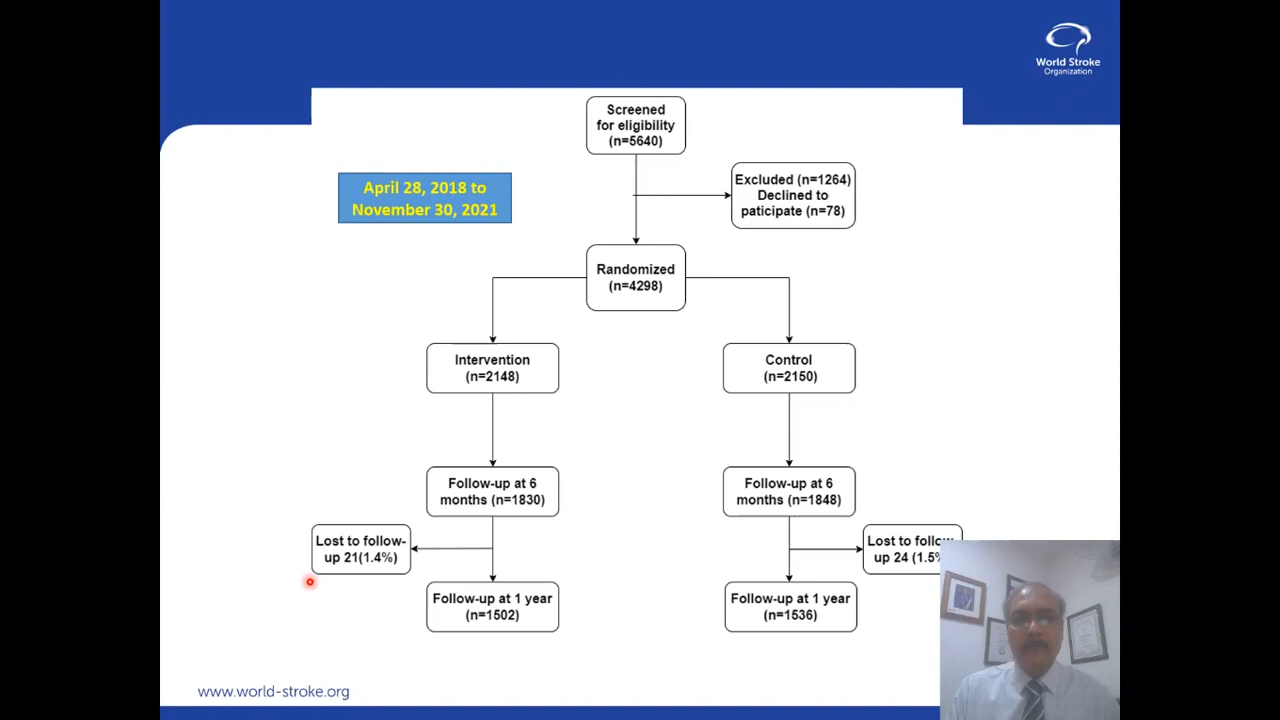 World Stroke
Organization
Screened
for eligibility
(n=5640)
April 28, 2018 to
November 30, 2021
Excluded (n=1264)
Declined to
paticipate (n=78)
Randomized
(n=4298)
Intervention
(n=2148)
Control
(n=2150)
Follow-up at 6
months (n=1830)
Follow-up at 6
months (n=1848)
Lost to follow-
up 21(1.4%)
Lost to follow-
up 24 (1.5%
Follow-up at 1 year
(n=1502)
Follow-up at 1 year
(n=1536)
www.world-stroke.org